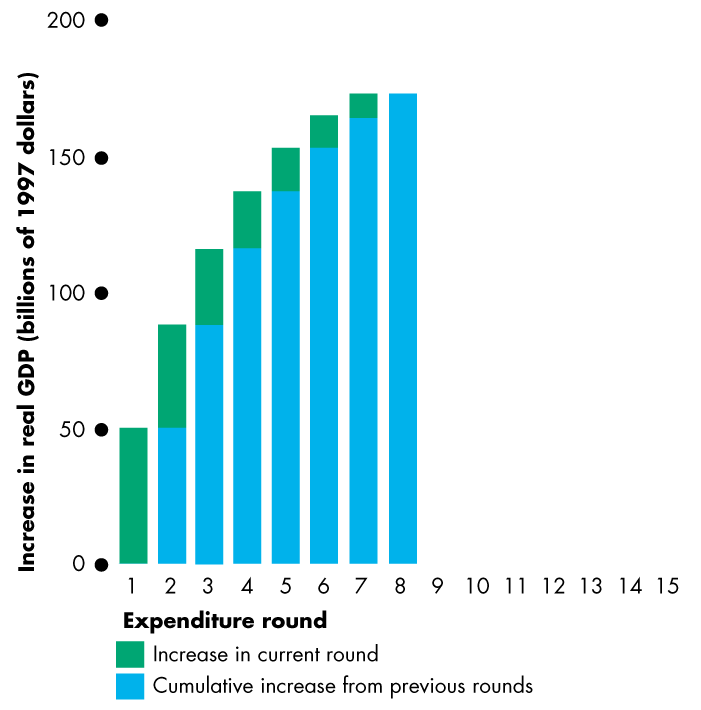 Increase in real GDP (billions of 1997 dollars)
200
150
100
50
0
1 2 3 4 5 6 7 8 9 10 11 12 13 14 15
Expenditure round
Increase in current round
Cumulative increase from previous rounds